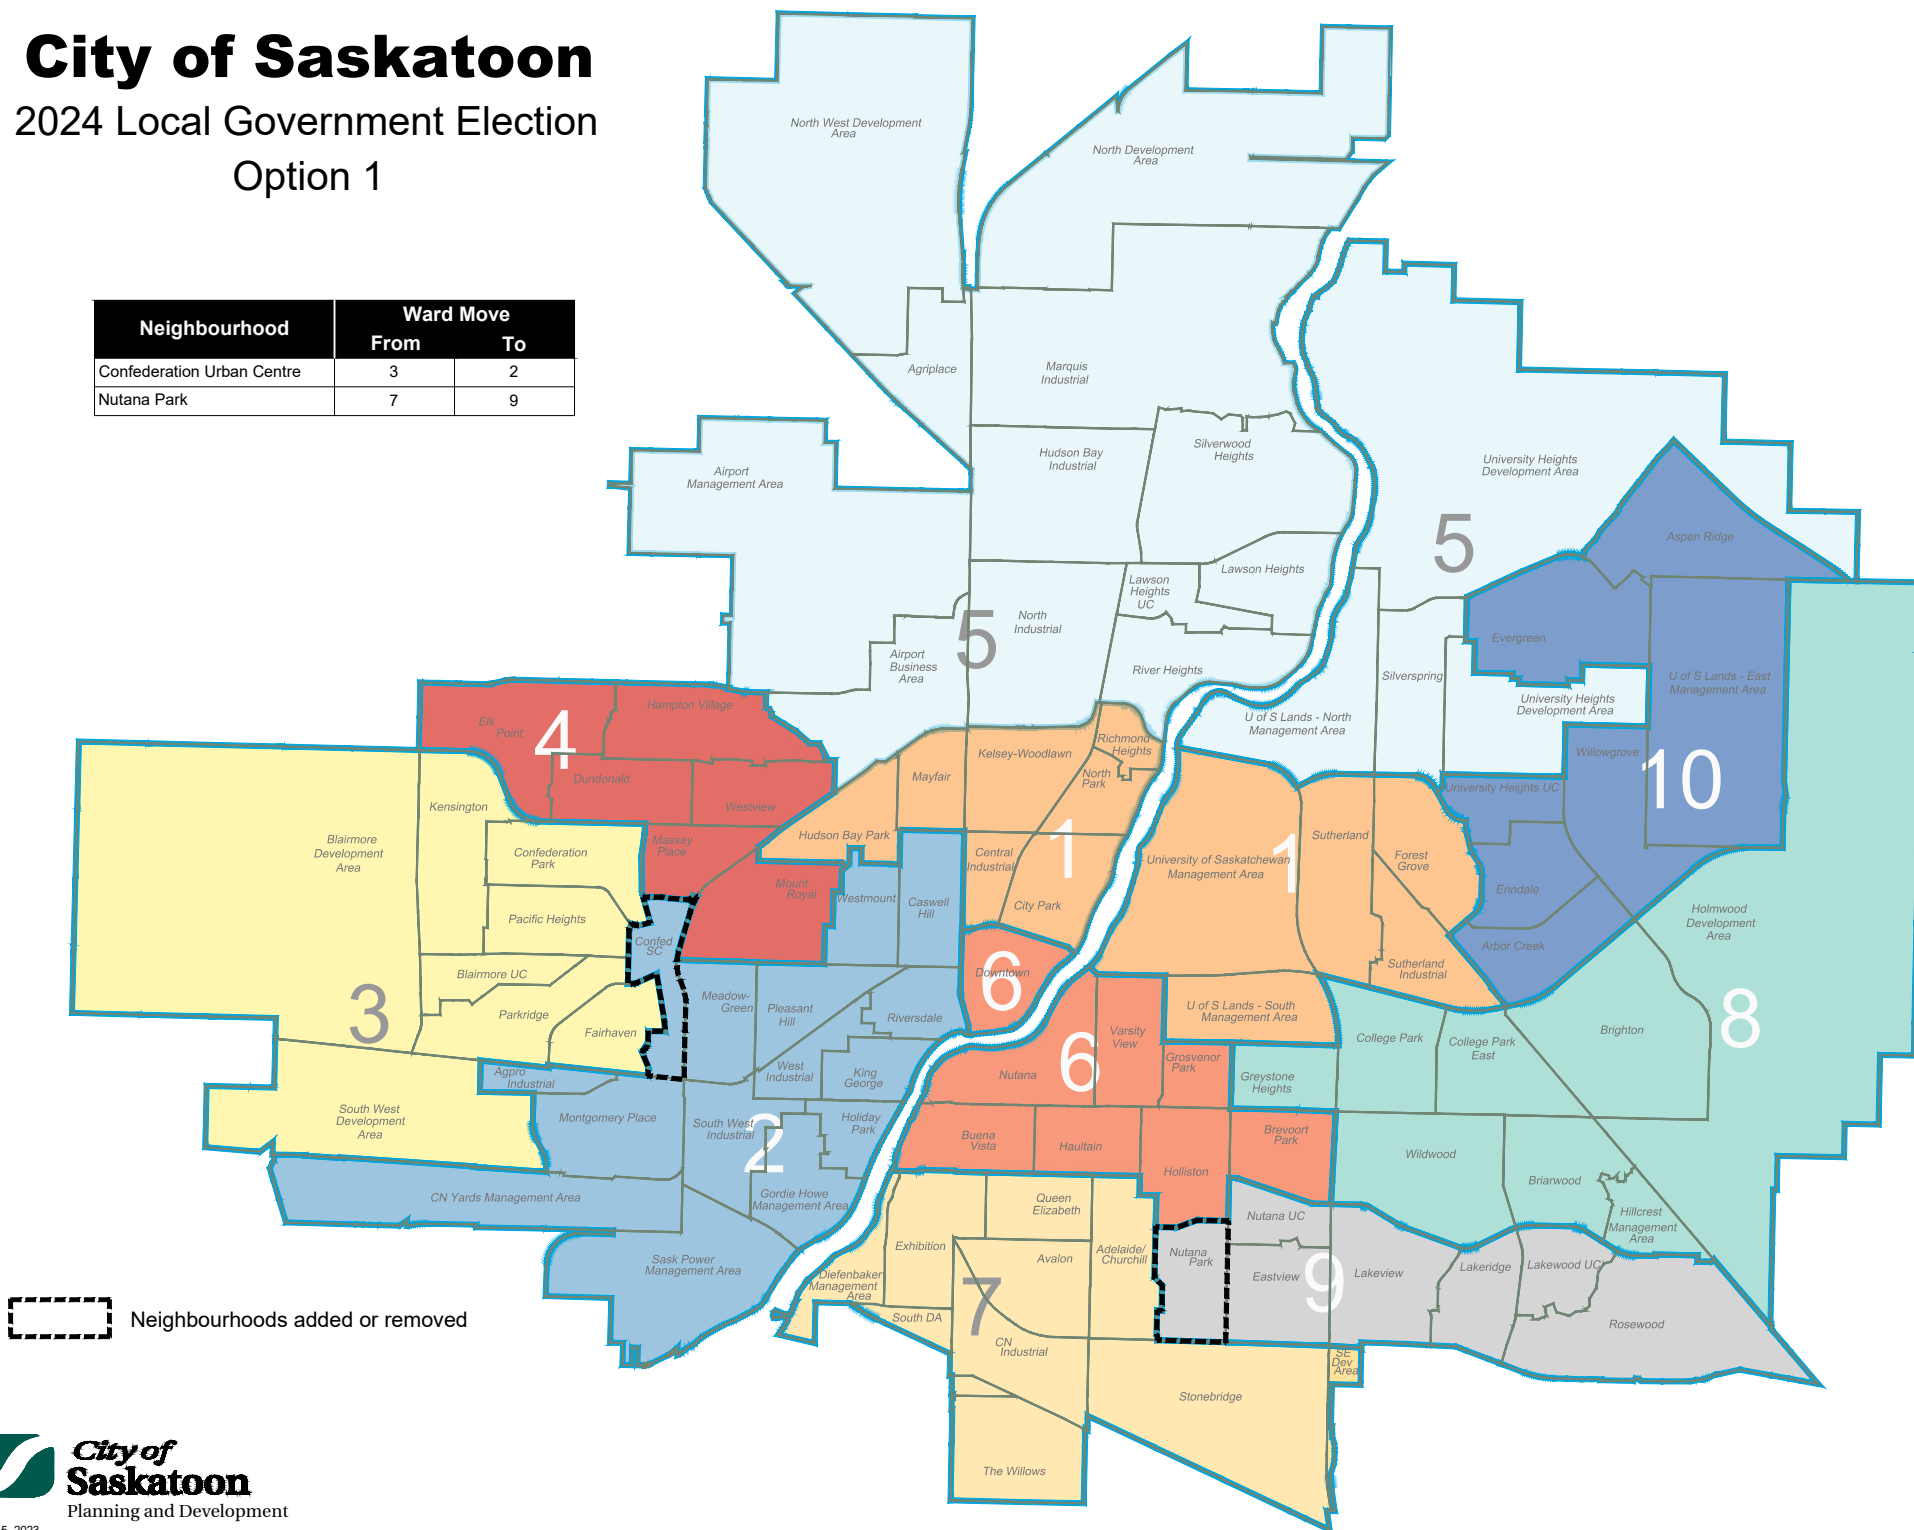 City of Saskatoon
2024 Local Government Election
Option 1
Neighbourhood
Ward Move
From
To
Confederation Urban Centre
3
2
Nutana Park
7
9
North West Development
Area
North Development
Area
Agriplace
Marquis
Industrial
Airport
Management Area
Hudson Bay
Industrial
Silverwood
Heights
University Heights
Development Area
5
Aspen Ridge
Lawson Heights
Lawson
Heights
UC
North
Industrial
5
Airport
Business
Area
River Heights
Silverspring
Evergreen
U of S Lands - East
Management Area
University Heights
Development Area
U of S Lands - North
Management Area
Elk
Point
4
Hampton Village
Dundonald
Westview
Massey
Place
Mount
Royal
Kelsey-Woodlawn
Richmond
Heights
North
Park
Mayfair
Hudson Bay Park
Central
Industrial
1
City Park
Willowgrove
10
University Heights UC
Erindale
Arbor Creek
Sutherland
Forest
Grove
University of Saskatchewan
Management Area
1
Sutherland
Industrial
U of S Lands - South
Management Area
Kensington
Blairmore
Development
Area
Confederation
Park
Pacific Heights
Blairmore UC
Parkridge
Fairhaven
3
Confed
SC
Westmount
Caswell
Hill
Meadow-
Green
Pleasant
Hill
Riversdale
West
Industrial
King
George
Agpro
Industrial
Montgomery Place
South West
Industrial
2
Holiday
Park
South West
Development
Area
CN Yards Management Area
Gordie Howe
Management Area
Sask Power
Management Area
6
Downtown
Nutana
6
Varsity
View
Grosvenor
Park
Greystone
Heights
Buena
Vista
Haultain
Holliston
Brevoort
Park
College Park
College Park
East
Brighton
Holmwood
Development
Area
8
Wildwood
Briarwood
Hillcrest
Management
Area
Queen
Elizabeth
Exhibition
Avalon
Adelaide/
Churchill
Nutana
Park
Nutana UC
Eastview
9
Lakeview
Lakeridge
Lakewood UC
Rosewood
Diefenbaker
Management
Area
South DA
7
CN
Industrial
SE
Dev
Area
Stonebridge
The Willows
Neighbourhoods added or removed
City of
Saskatoon
Planning and Development
5, 2023